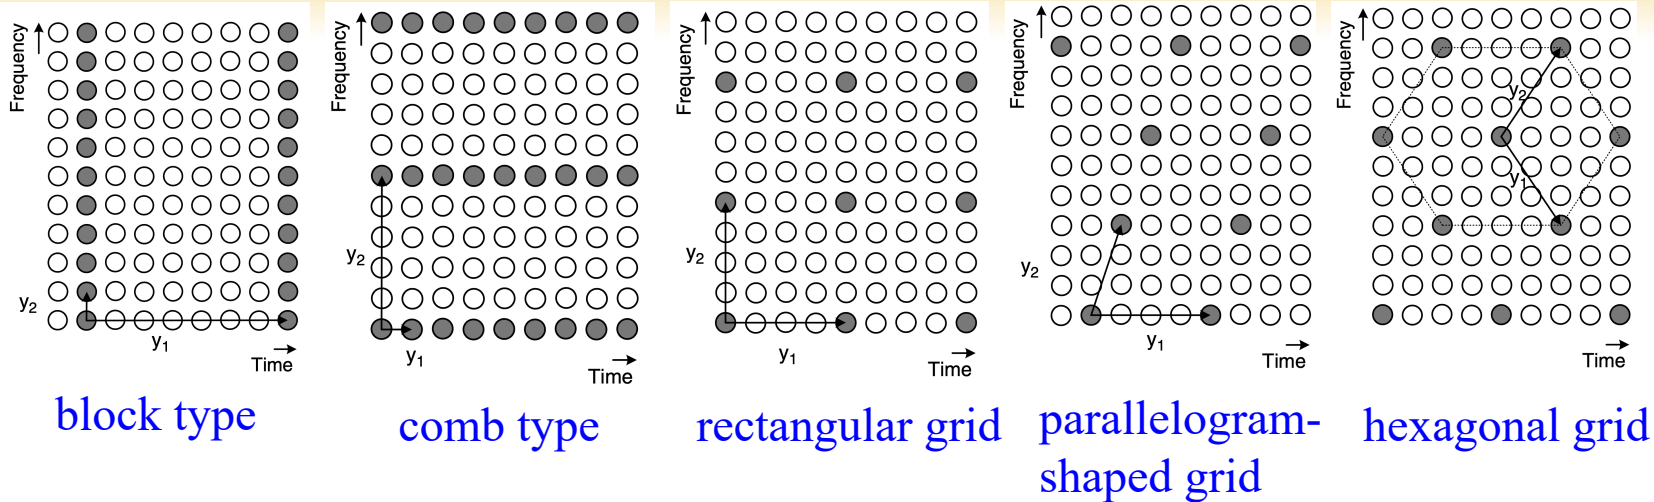 Frequency
y2
y1
Time
block type
Frequency
y2
y1
Time
comb type
Frequency
y2
y1
Time
rectangular grid
Frequency
y2
y1
Time
parallelogram-
shaped grid
Frequency
y2
y1
Time
hexagonal grid